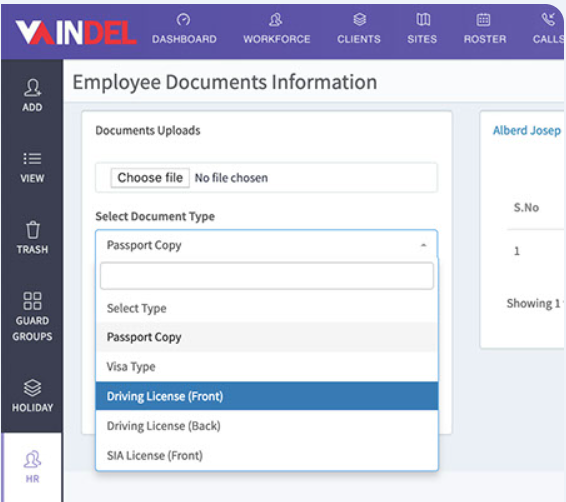 VAINDEL
DASHBOARD
WORKFORCE
CLIENTS
SITES
ROSTER
CALLS
ADD
VIEW
TRASH
GUARD
GROUPS
HOLIDAY
HR
Employee Documents Information
Documents Uploads
Choose file No file chosen
Select Document Type
Passport Copy
Select Type
Passport Copy
Visa Type
Driving License (Front)
Driving License (Back)
SIA License (Front)
Alberd Josep
S.No
1
Showing 1